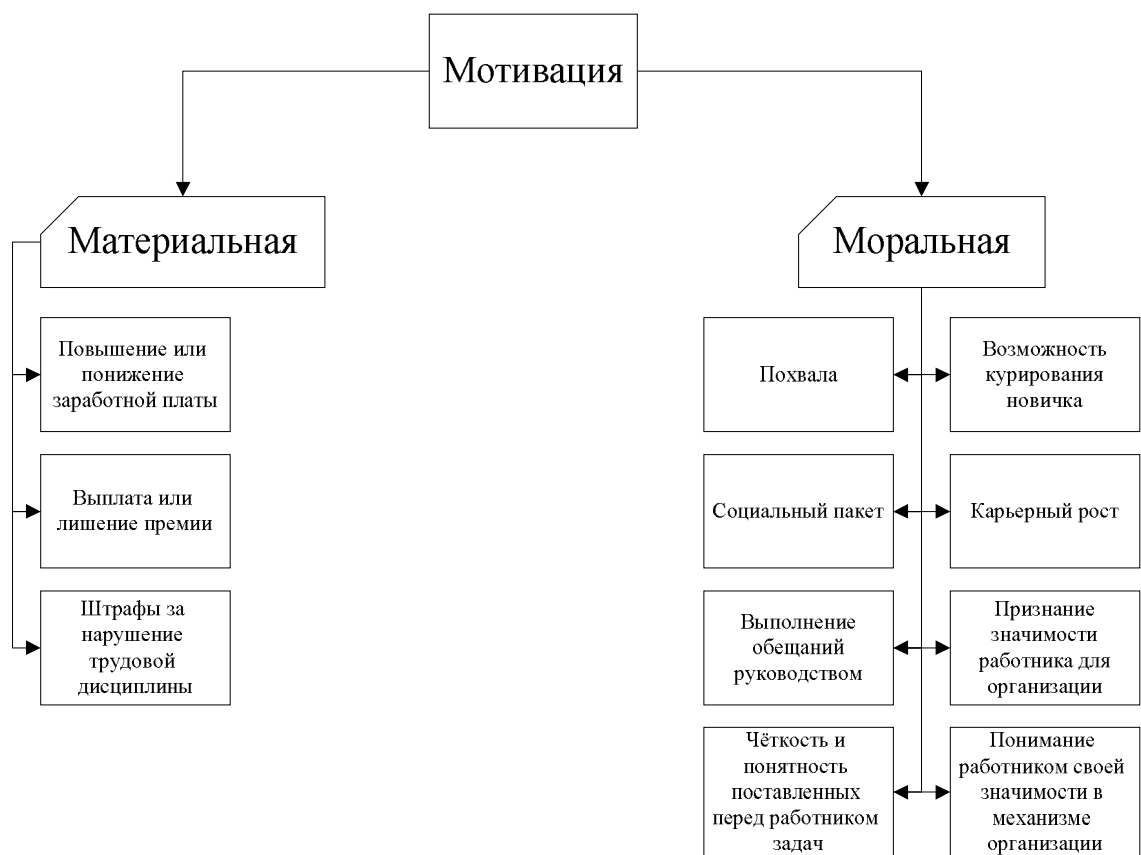 Мотивация
Материальная
Моральная
Повышение или
понижение
заработной платы
Выплата или
лишение премии
Штрафы за
нарушение
трудовой
дисциплины
Похвала
Возможность
курирования
новичка
Социальный пакет
Карьерный рост
Выполнение
обещаний
руководством
Признание
значимости
работника для
организации
Чёткость и
понятность
поставленных
перед работником
задач
Понимание
работником своей
значимости в
механизме
организации